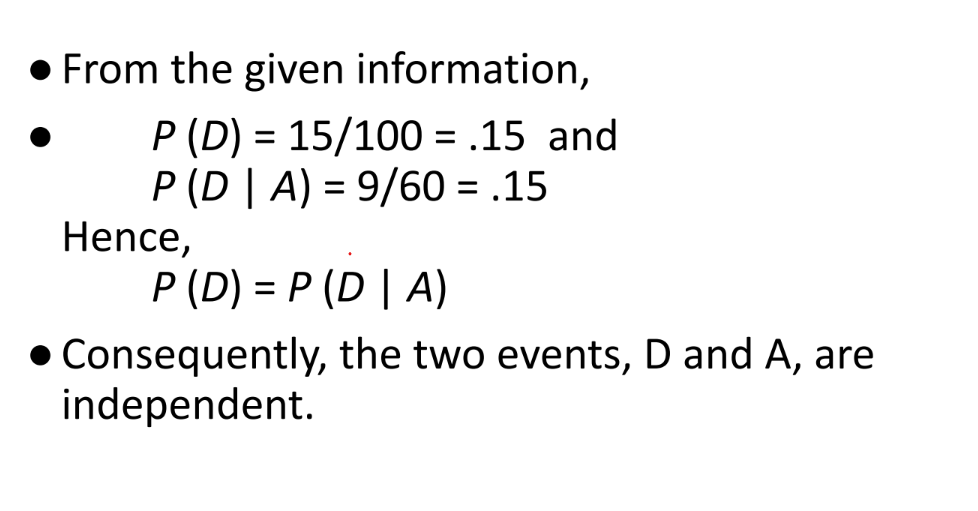 ● From the given information,
● P (D) = 15/100 = .15 and
P (D | A) = 9/60 = .15
Hence,
P (D) = P (D | A)
● Consequently, the two events, D and A, are
independent.